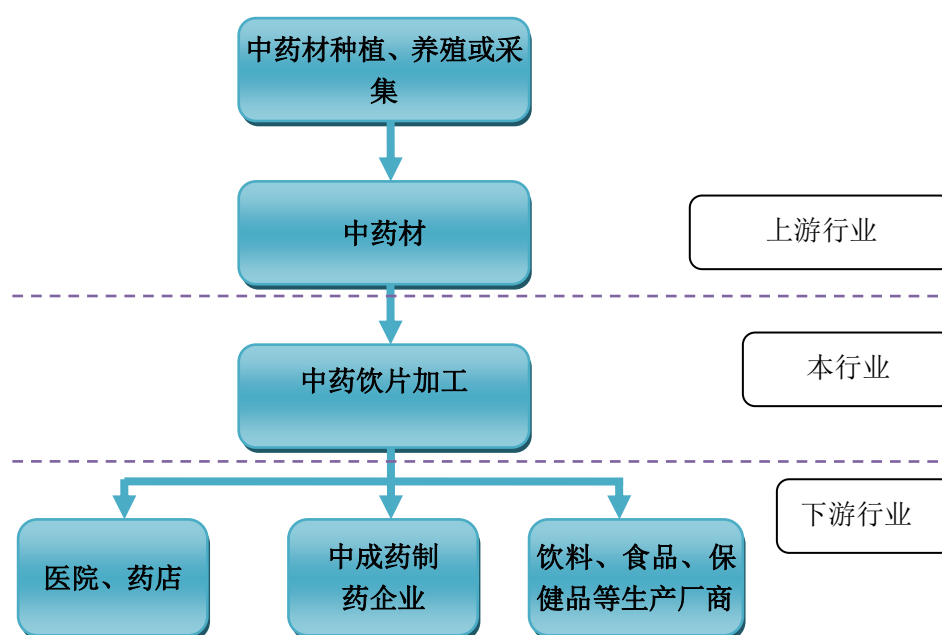 中药材种植、养殖或采
集
中药材
上游行业
中药饮片加工
本行业
下游行业
医院、药店
中成药制
药企业
饮料、食品、保
健品等生产厂商